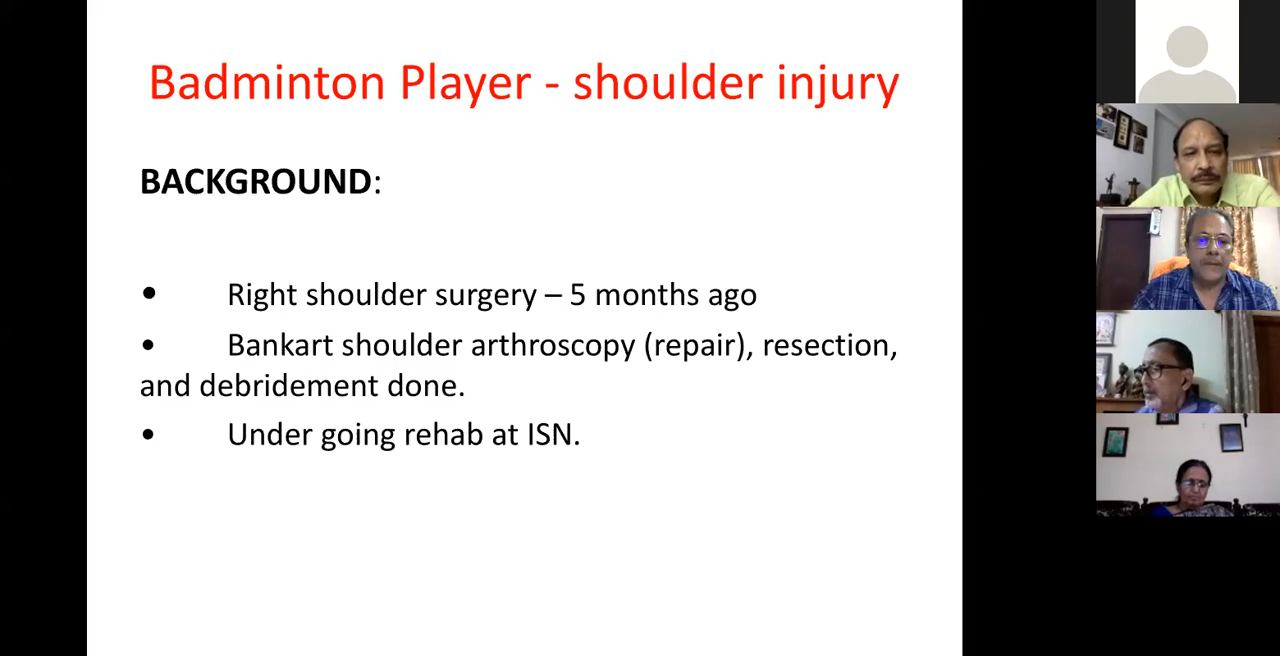 Badminton Player - shoulder injury
BACKGROUND:
• Right shoulder surgery – 5 months ago
• Bankart shoulder arthroscopy (repair), resection,
and debridement done.
• Under going rehab at ISN.